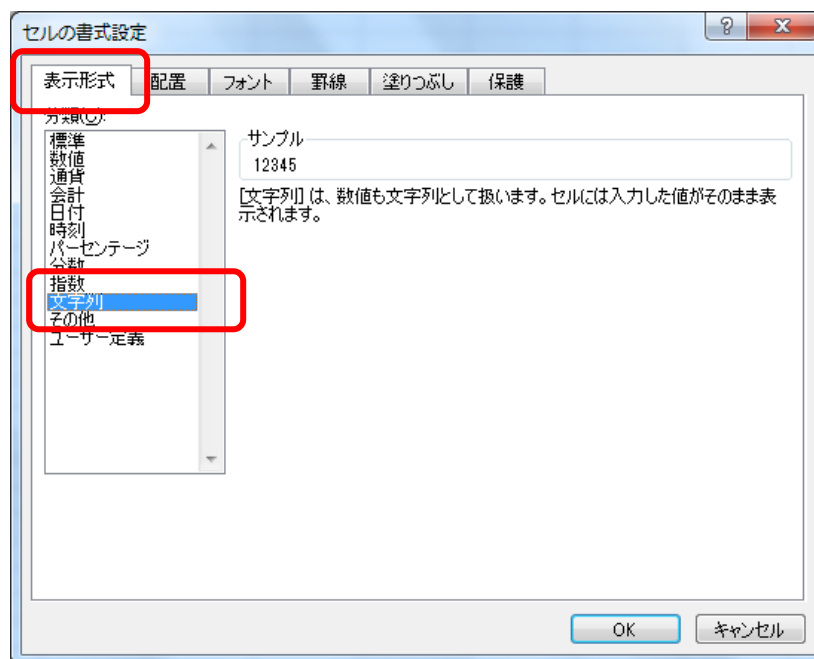 セルの書式設定
表示形式 配置 フォント 罫線 塗りつぶし 保護
分類(C):
標準
数値
通貨
会計
日付
時刻
パーセンテージ
分数
指数
文字列
その他
ユーザー定義
サンプル
12345
[文字列] は、数値も文字列として扱います。セルには入力した値がそのまま表
示されます。
OK キャンセル